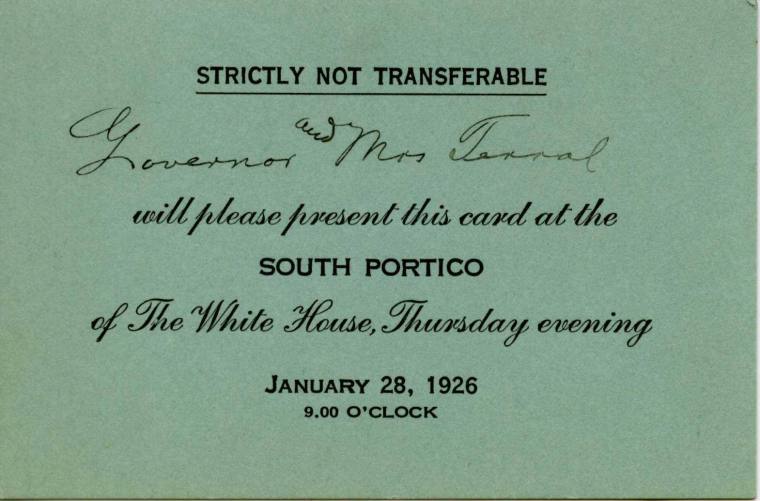 STRICTLY NOT TRANSFERABLE
Governor and Mrs Terral
will please present this card at the
SOUTH PORTICO
of The White House, Thursday evening
JANUARY 28, 1926
9.00 O'CLOCK